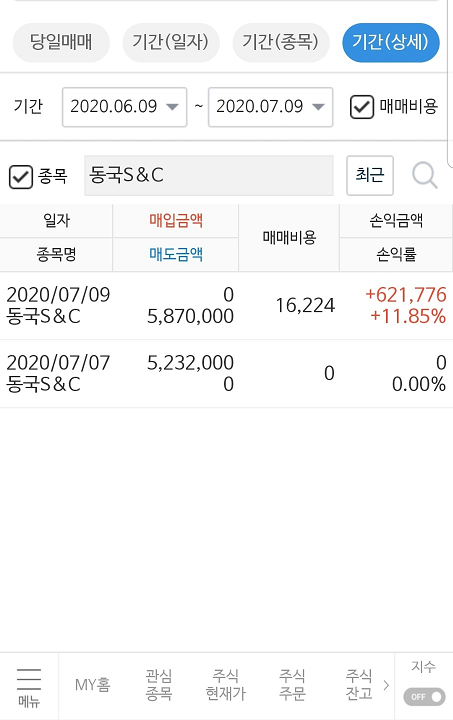 당일매매 기간(일자) 기간(종목) 기간(상세)
기간 2020.06.09 ~ 2020.07.09 매매비용
종목 동국S&C 최근
일자 매입금액 매매비용 손익금액
종목명 매도금액 손익률
2020/07/09 0 16,224 +621,776
동국S&C 5,870,000 +11.85%
2020/07/07 5,232,000 0 0
동국S&C 0 0.00%
메뉴 MY홈 관심 종목 주식 현재가 주식 주문 주식 잔고 > 지수
OFF